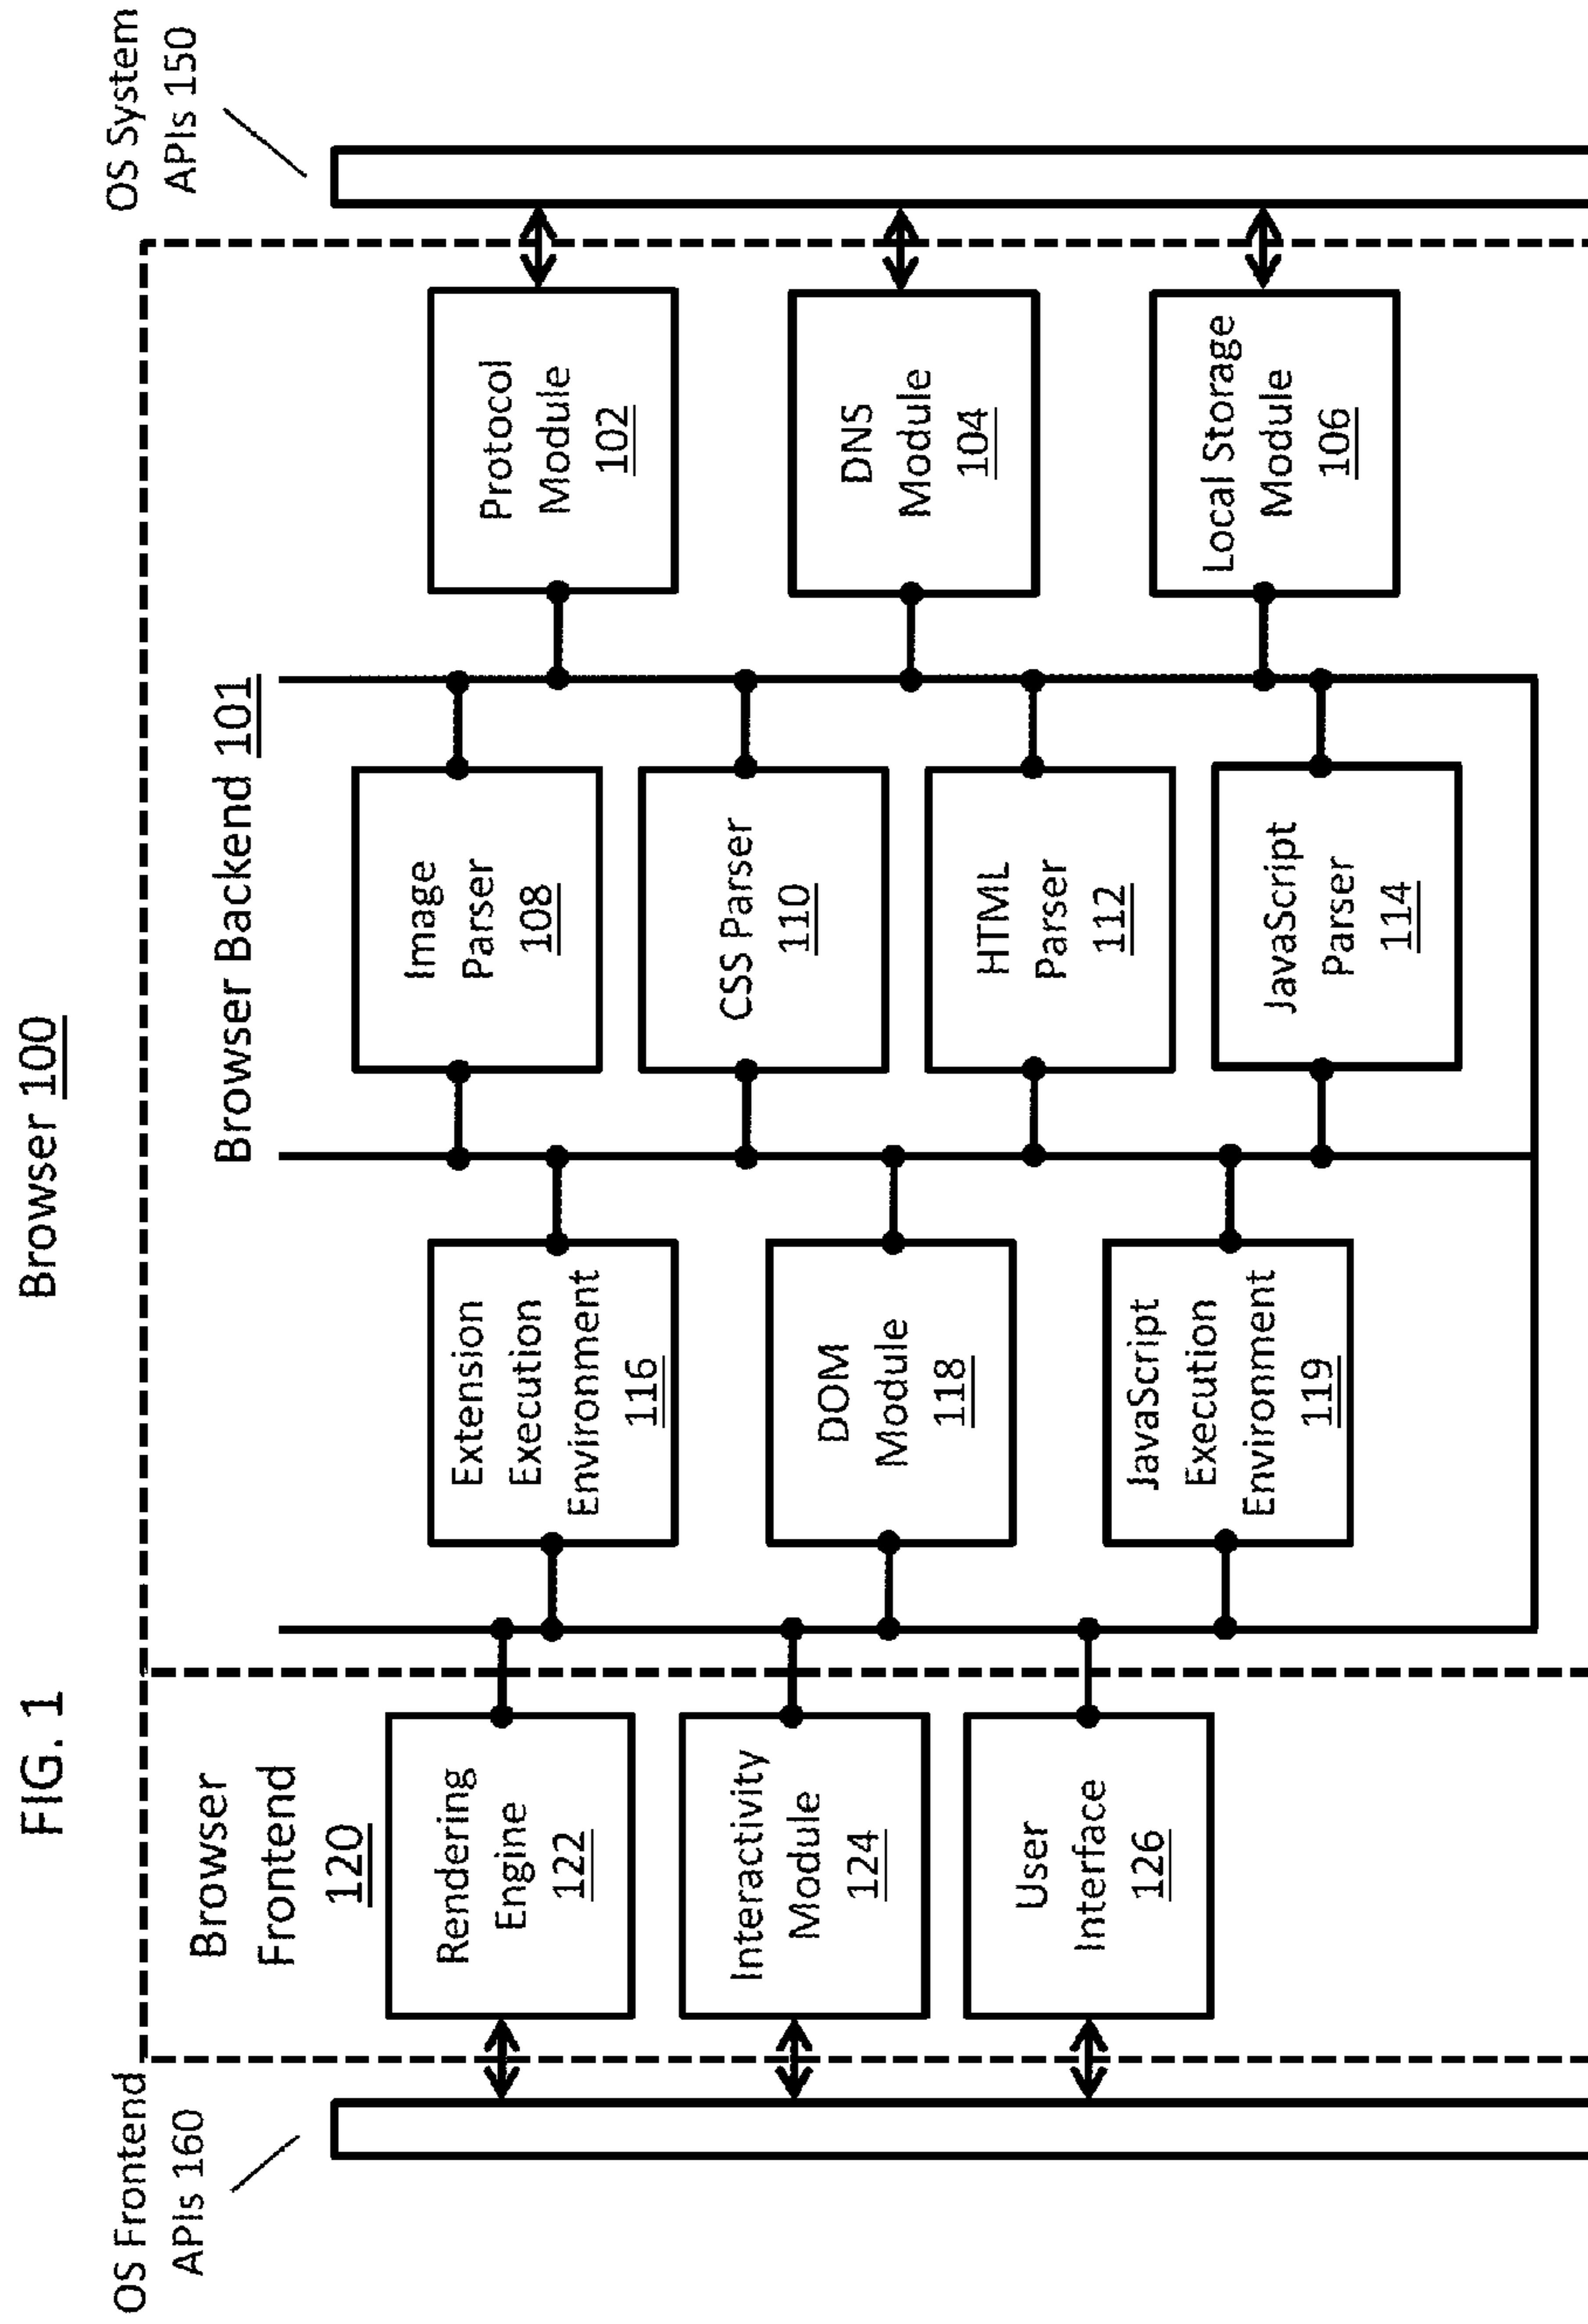 FIG. 1
Browser 100
OS Frontend
APIs 160
Browser
Frontend
120
Rendering
Engine
122
Interactivity
Module
124
User
Interface
126
Browser Backend 101
Extension
Execution
Environment
116
DOM
Module
118
JavaScript
Execution
Environment
119
Image
Parser
108
CSS Parser
110
HTML
Parser
112
JavaScript
Parser
114
Protocol
Module
102
DNS
Module
104
Local Storage
Module
106
OS System
APIs 150